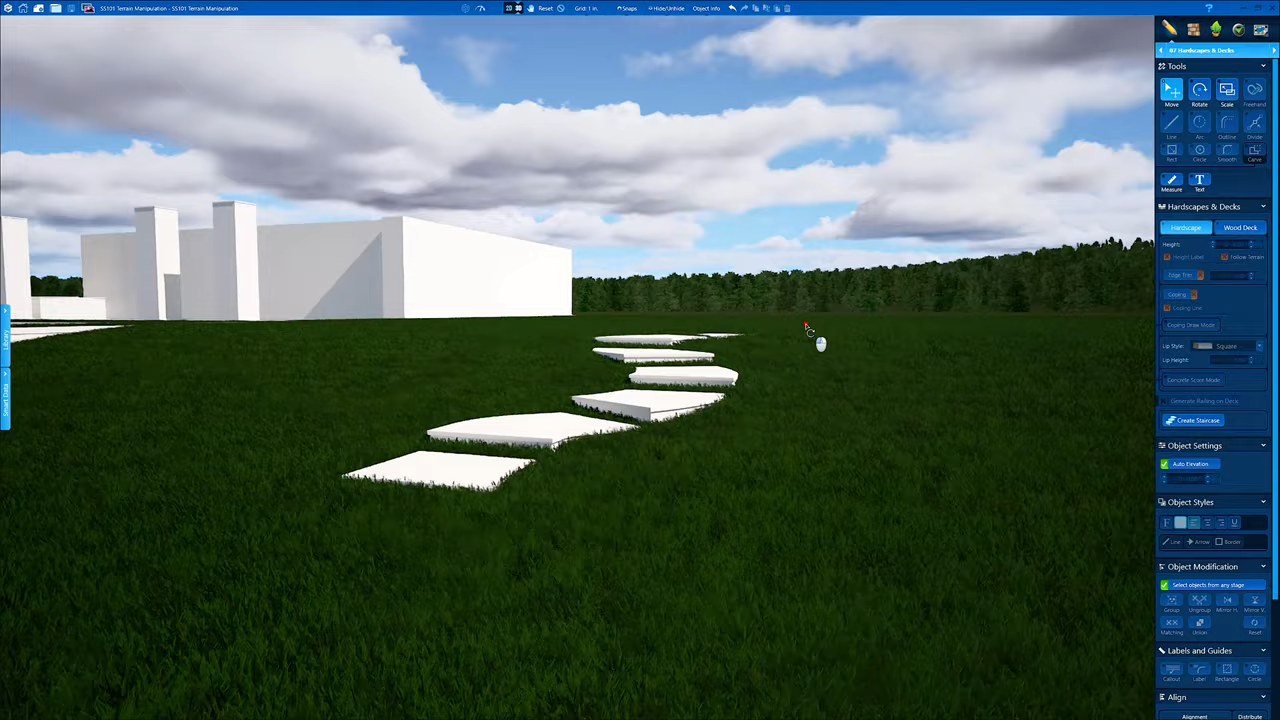 SS101 Terrain Manipulation - SS101 Terrain Manipulation
2D 3D Reset Grid: 1 in. Snaps Hide/Unhide Object Info ?
07 Hardscapes & Decks
Tools
Move Rotate Scale Freehand
Line Arc Outline Divide
Rect Circle Smooth Carve
Measure Text
Hardscapes & Decks
Hardscape Wood Deck
Height:
Height Label Follow Terrain
Edge Trim
Coping
Coping Line
Coping Draw Mode
Lip Style: Square
Lip Height:
Concrete Score Mode
Generate Railing on Deck
Create Staircase
Object Settings
Auto Elevation
Object Styles
Line Arrow Border
Object Modification
Select objects from any stage
Group Ungroup Mirror H. Mirror V.
Matching Union Reset
Labels and Guides
Callout Label Rectangle Circle
Align
Alignment Distribute
Library
Smart Data